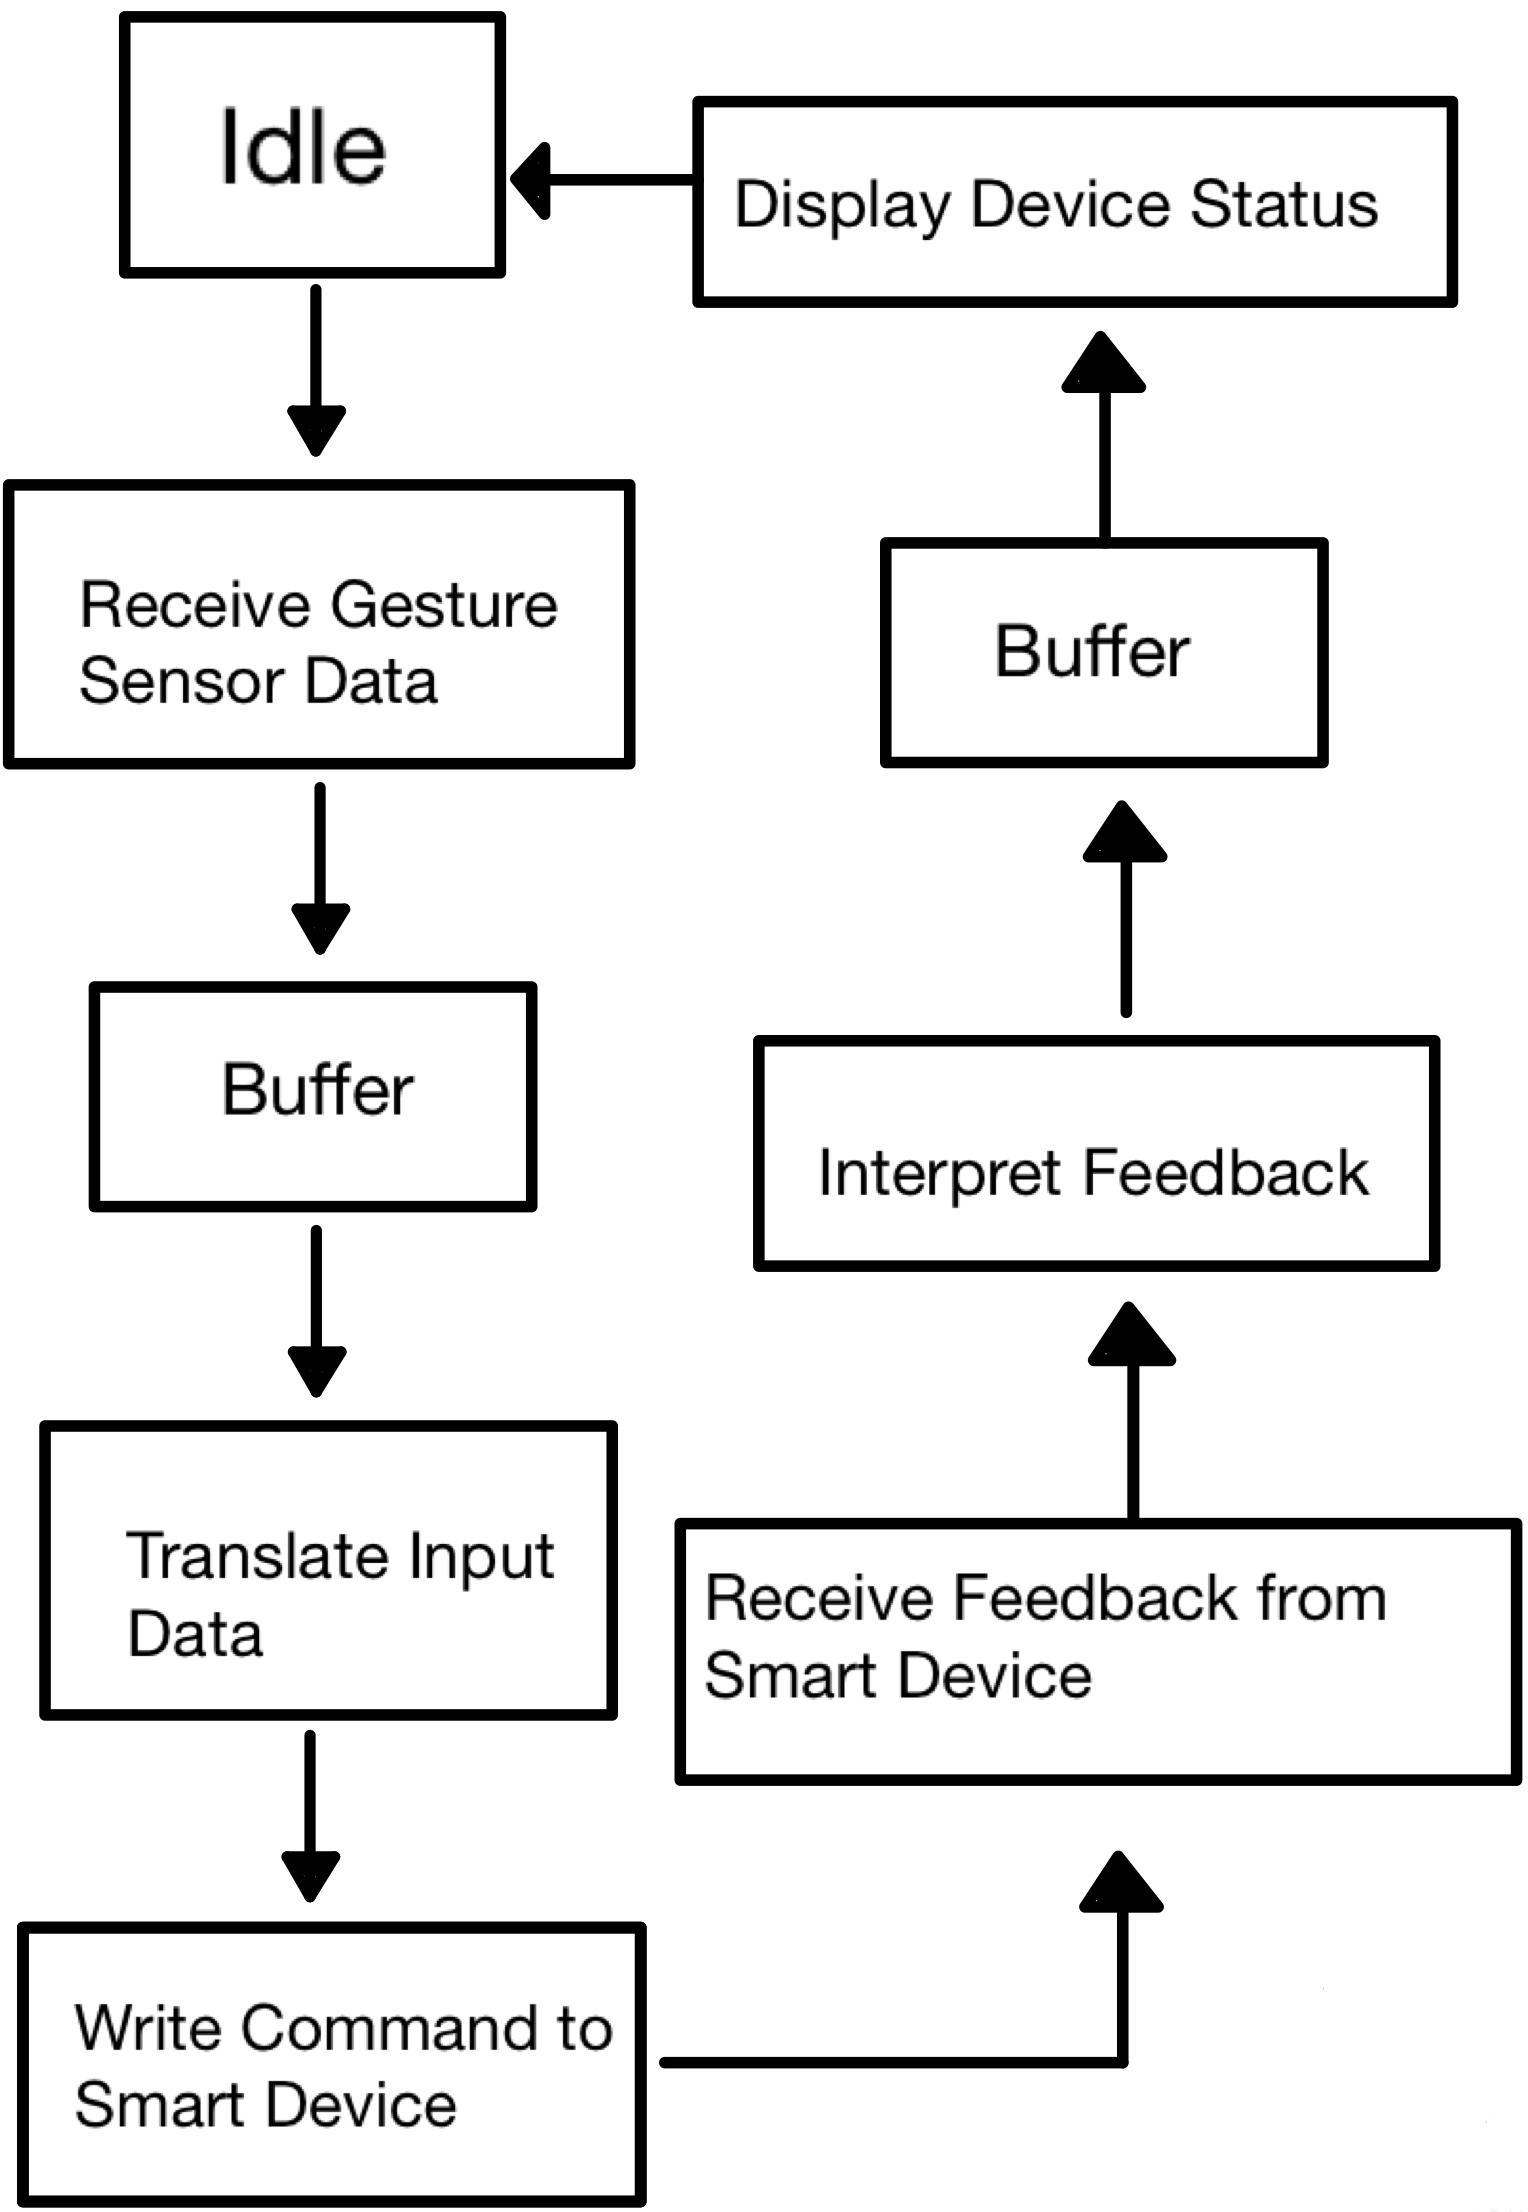 Idle
Display Device Status
Receive Gesture
Sensor Data
Buffer
Buffer
Interpret Feedback
Translate Input
Data
Receive Feedback from
Smart Device
Write Command to
Smart Device